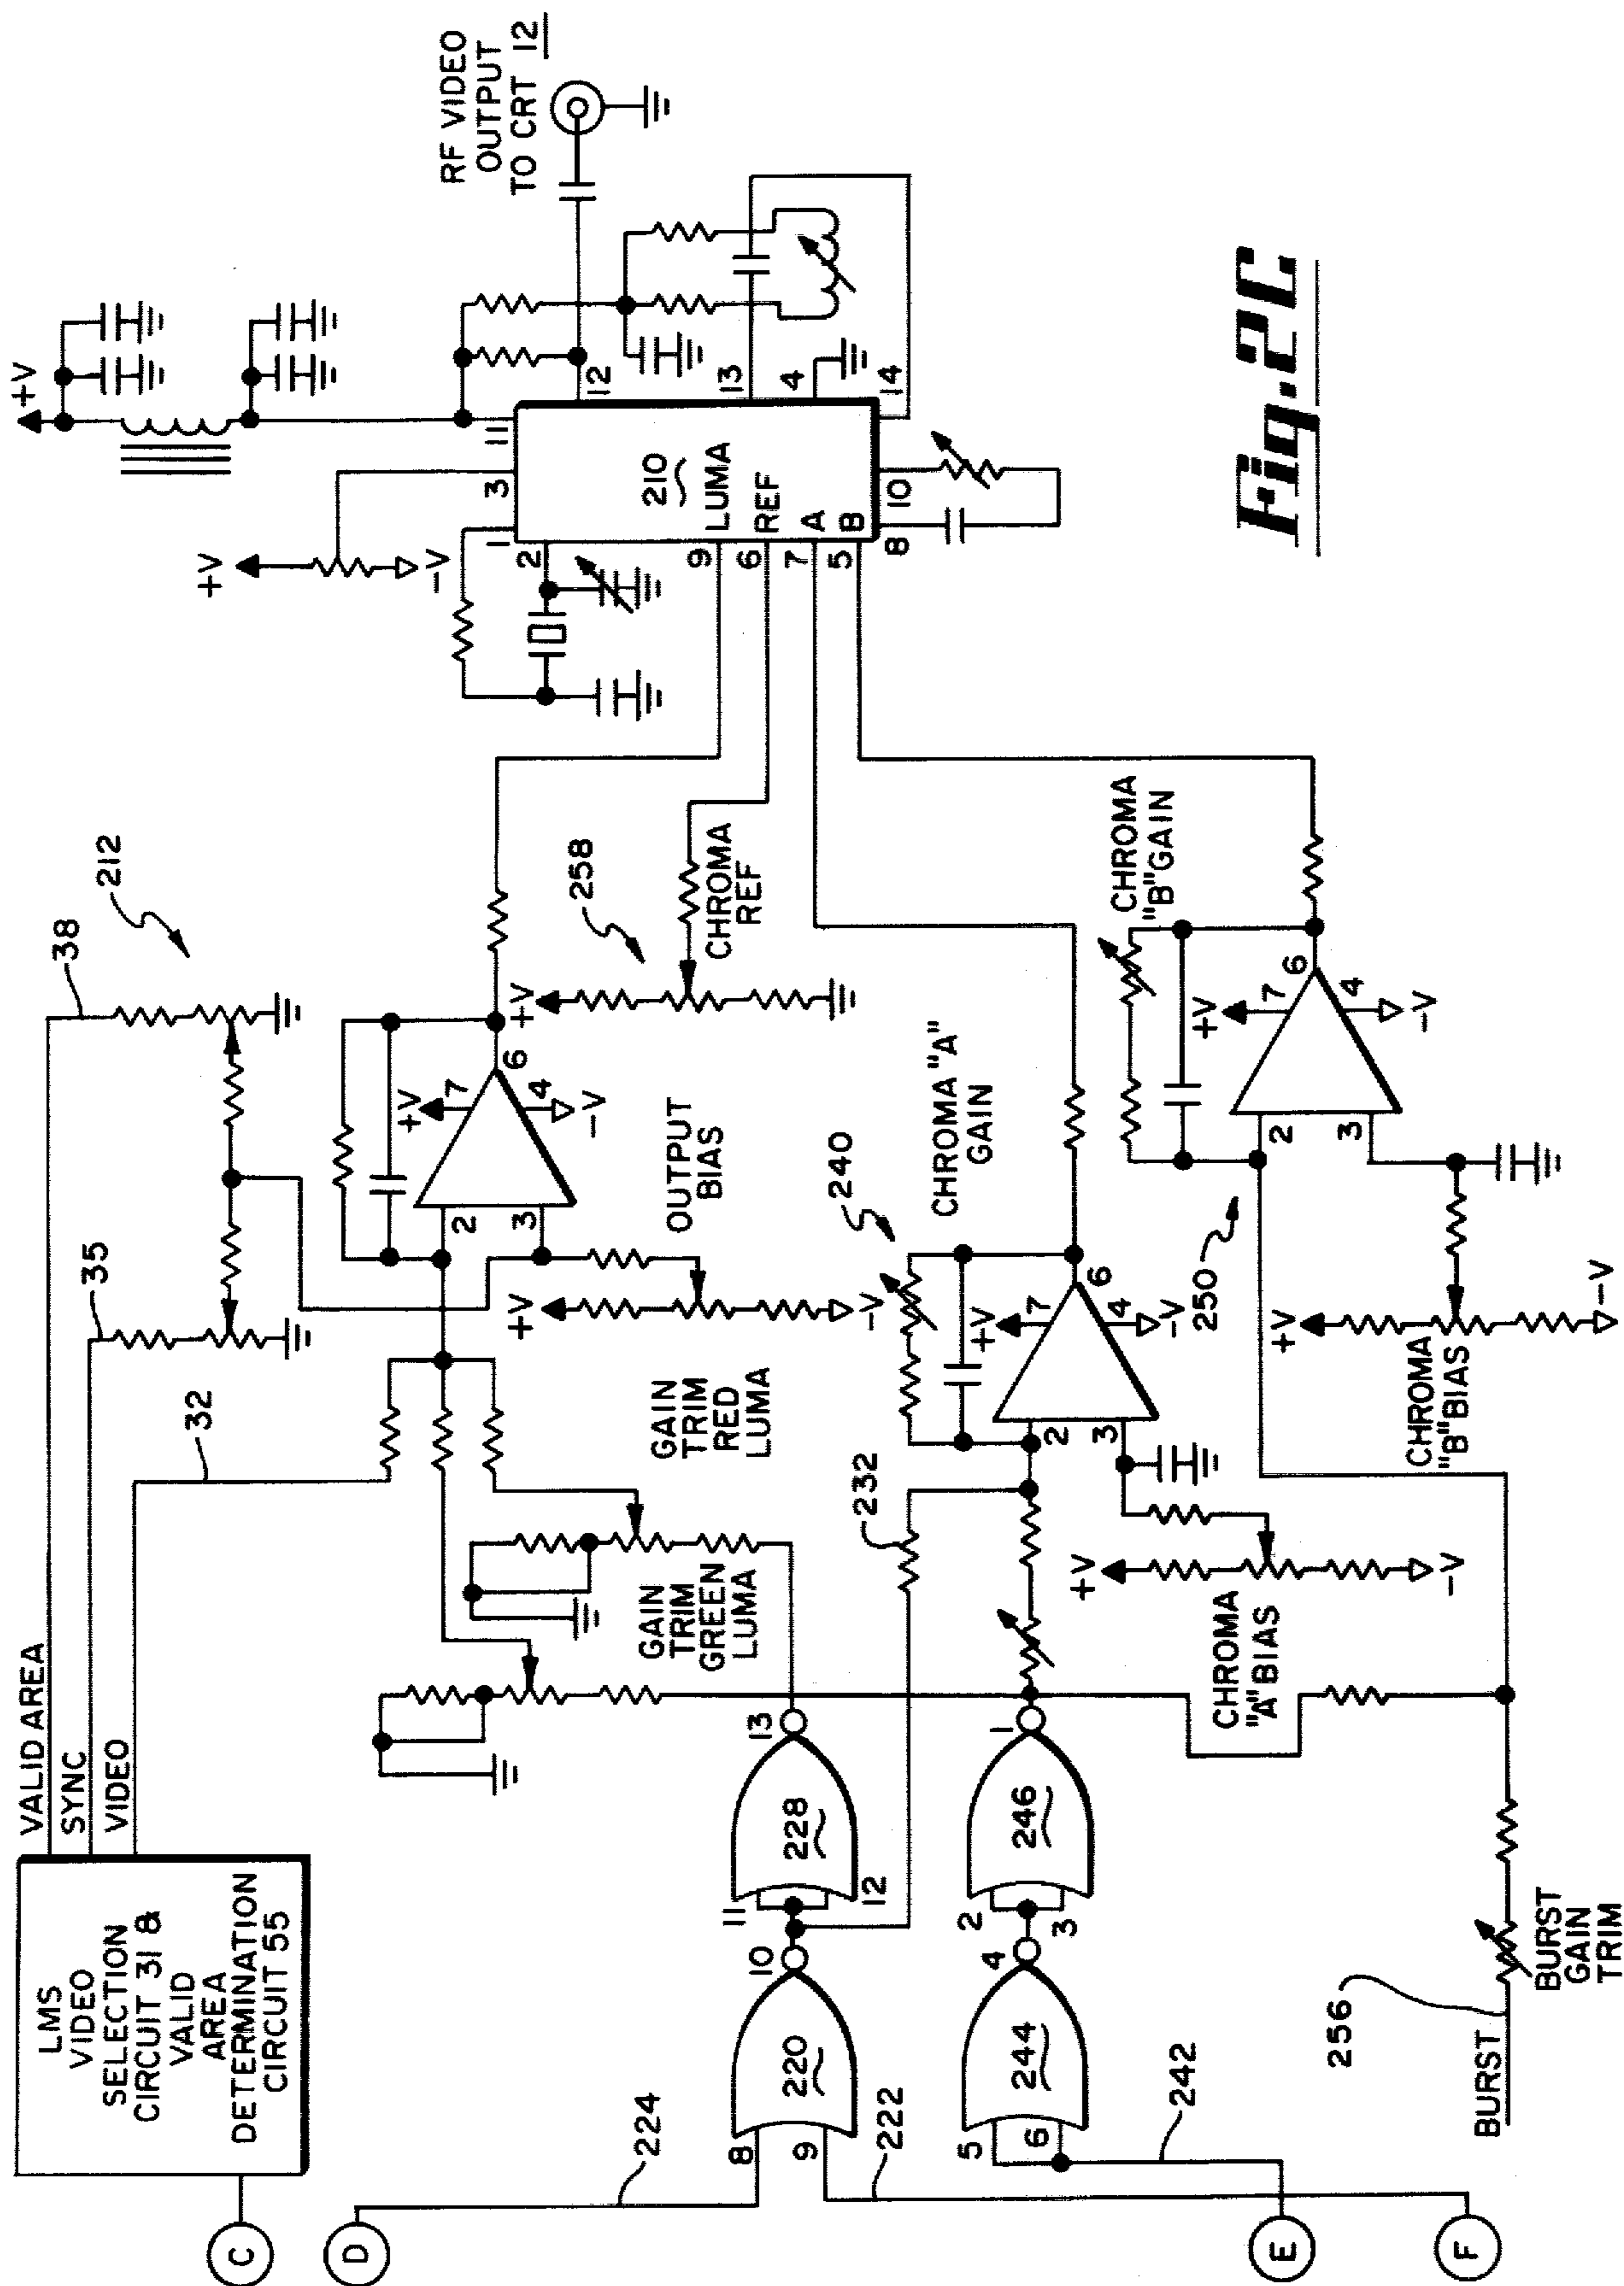 LMS
VIDEO
SELECTION
CIRCUIT 31 &
VALID
AREA
DETERMINATION
CIRCUIT 55
VALID AREA
SYNC
VIDEO
C
D
E
F
32
35
38
212
+V
-V
2
3
7
4
6
OUTPUT
BIAS
258
+V
CHROMA
REF
GAIN
TRIM
RED
LUMA
GAIN
TRIM
GREEN
LUMA
224
222
8
9
220
10
11
12
228
13
232
242
5
6
244
4
2
3
246
1
240
CHROMA "A"
GAIN
+V
-V
2
3
7
4
6
+V
-V
CHROMA
"A" BIAS
+V
-V
250
CHROMA
"B" GAIN
+V
-V
2
3
7
4
6
CHROMA
"B" BIAS
+V
-V
BURST
256
BURST
GAIN
TRIM
+V
-V
+V
1
3
11
2
9
6
7
5
8
10
14
4
13
12
210
LUMA
REF
A
B
RF VIDEO
OUTPUT
TO CRT 12
Fig. 2C